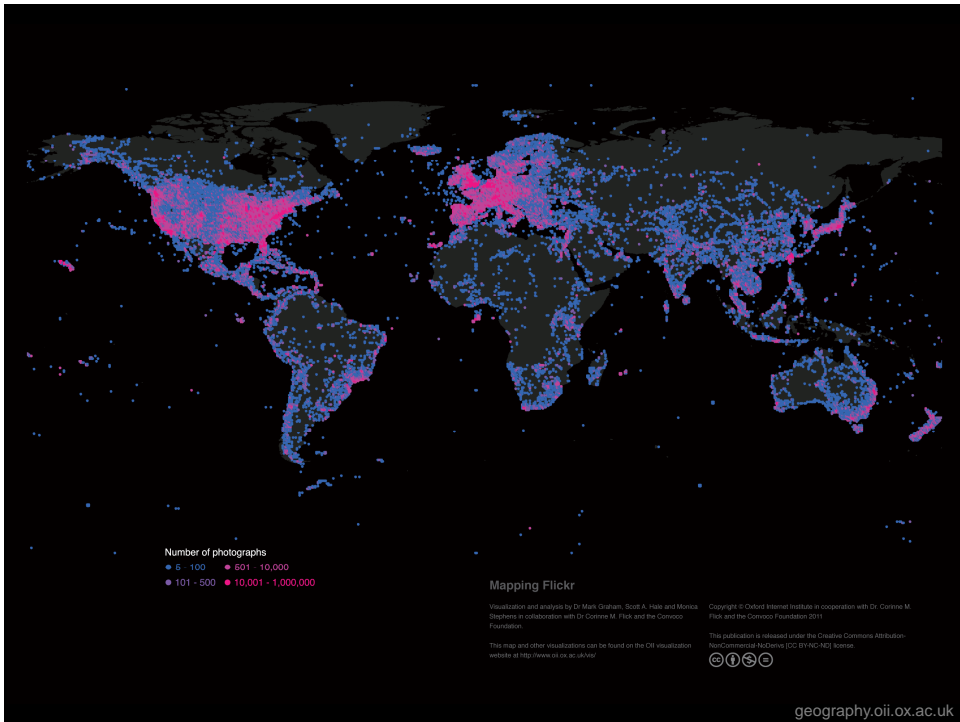 Number of photographs
6 - 100
501 - 10,000
101 - 500
10,001 - 1,000,000
Mapping Flickr
Visualization and analysis by Dr Mark Graham, Scott A. Hale and Monica
Stephens in collaboration with Dr Corinne M. Flick and the Convoco
Foundation.
This map and other visualizations can be found on the OII visualization
website at http://www.oii.ox.ac.uk/vis/
Copyright © Oxford Internet Institute in cooperation with Dr. Corinne M.
Flick and the Convoco Foundation 2011
This publication is released under the Creative Commons Attribution-
NonCommercial-NoDerivs [CC BY-NC-ND] license.
cc
geography.oii.ox.ac.uk